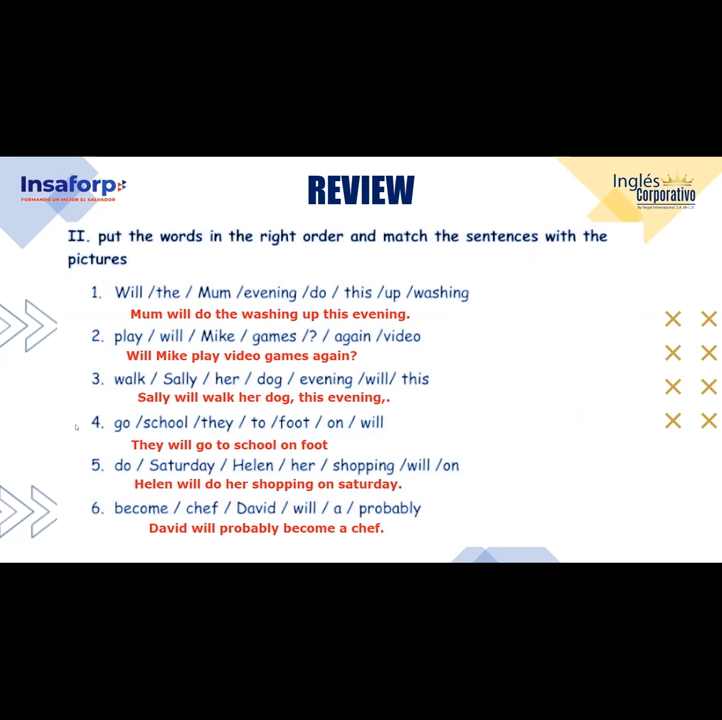 Insaforp
FORMANDO UN MEJOR EL SALVADOR
REVIEW
Inglés
Corporativo
II. put the words in the right order and match the sentences with the
pictures
1. Will /the / Mum /evening /do / this /up /washing
Mum will do the washing up this evening.
2. play / will / Mike / games /? / again /video
Will Mike play video games again?
3. walk / Sally / her / dog / evening /will/ this
Sally will walk her dog, this evening,.
4. go /school /they / to /foot / on / will
They will go to school on foot
5. do / Saturday / Helen / her / shopping /will /on
Helen will do her shopping on saturday.
6. become / chef / David / will / a / probably
David will probably become a chef.